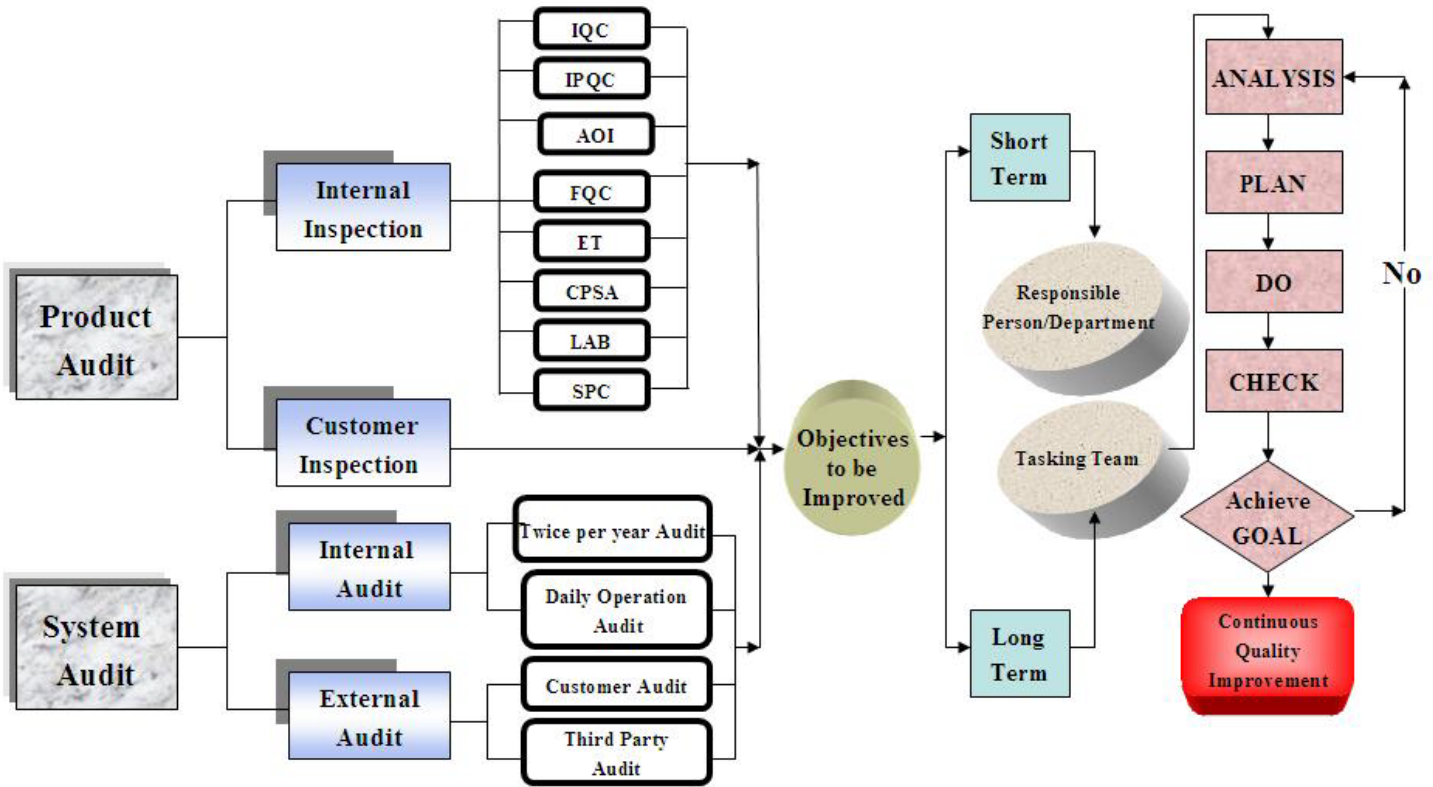 Product
Audit
System
Audit
Internal
Inspection
Customer
Inspection
Internal
Audit
External
Audit
IQC
IPQC
AOI
FQC
ET
CPSA
LAB
SPC
Twice per year Audit
Daily Operation
Audit
Customer Audit
Third Party
Audit
Objectives
to be
Improved
Short
Term
Long
Term
Responsible
Person/Department
Tasking Team
ANALYSIS
PLAN
DO
CHECK
Achieve
GOAL
No
Continuous
Quality
Improvement